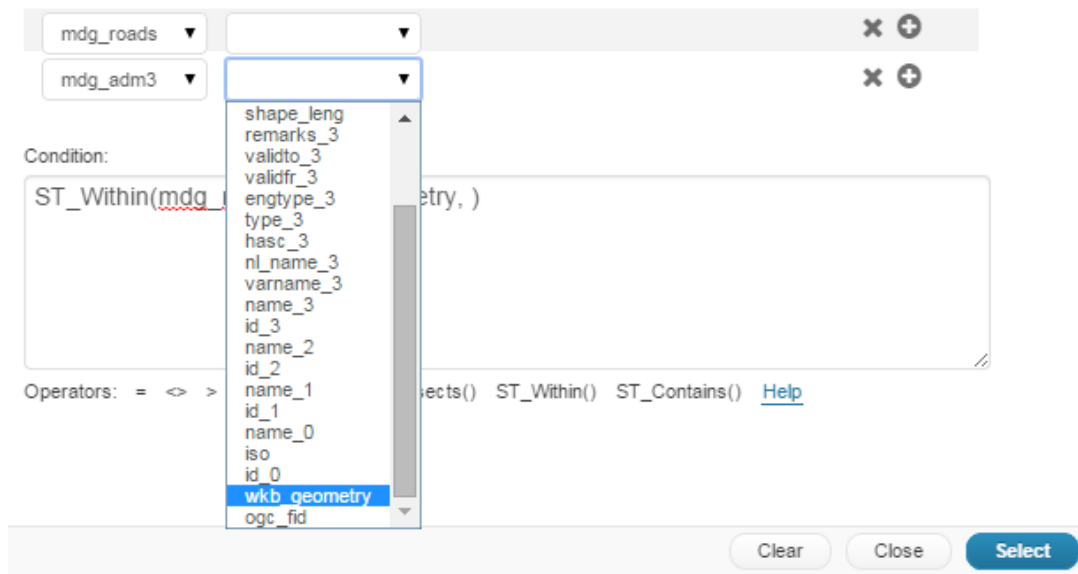 mdg_roads
mdg_adm3
shape_leng
remarks_3
validto_3
validfr_3
engtype_3
type_3
hasc_3
nl_name_3
varname_3
name_3
id_3
name_2
id_2
name_1
id_1
name_0
iso
id_0
wkb_geometry
ogc_fid
Condition:
ST_Within(mdg_ etry, )
Operators: = <> > sects() ST_Within() ST_Contains() Help
Clear Close Select